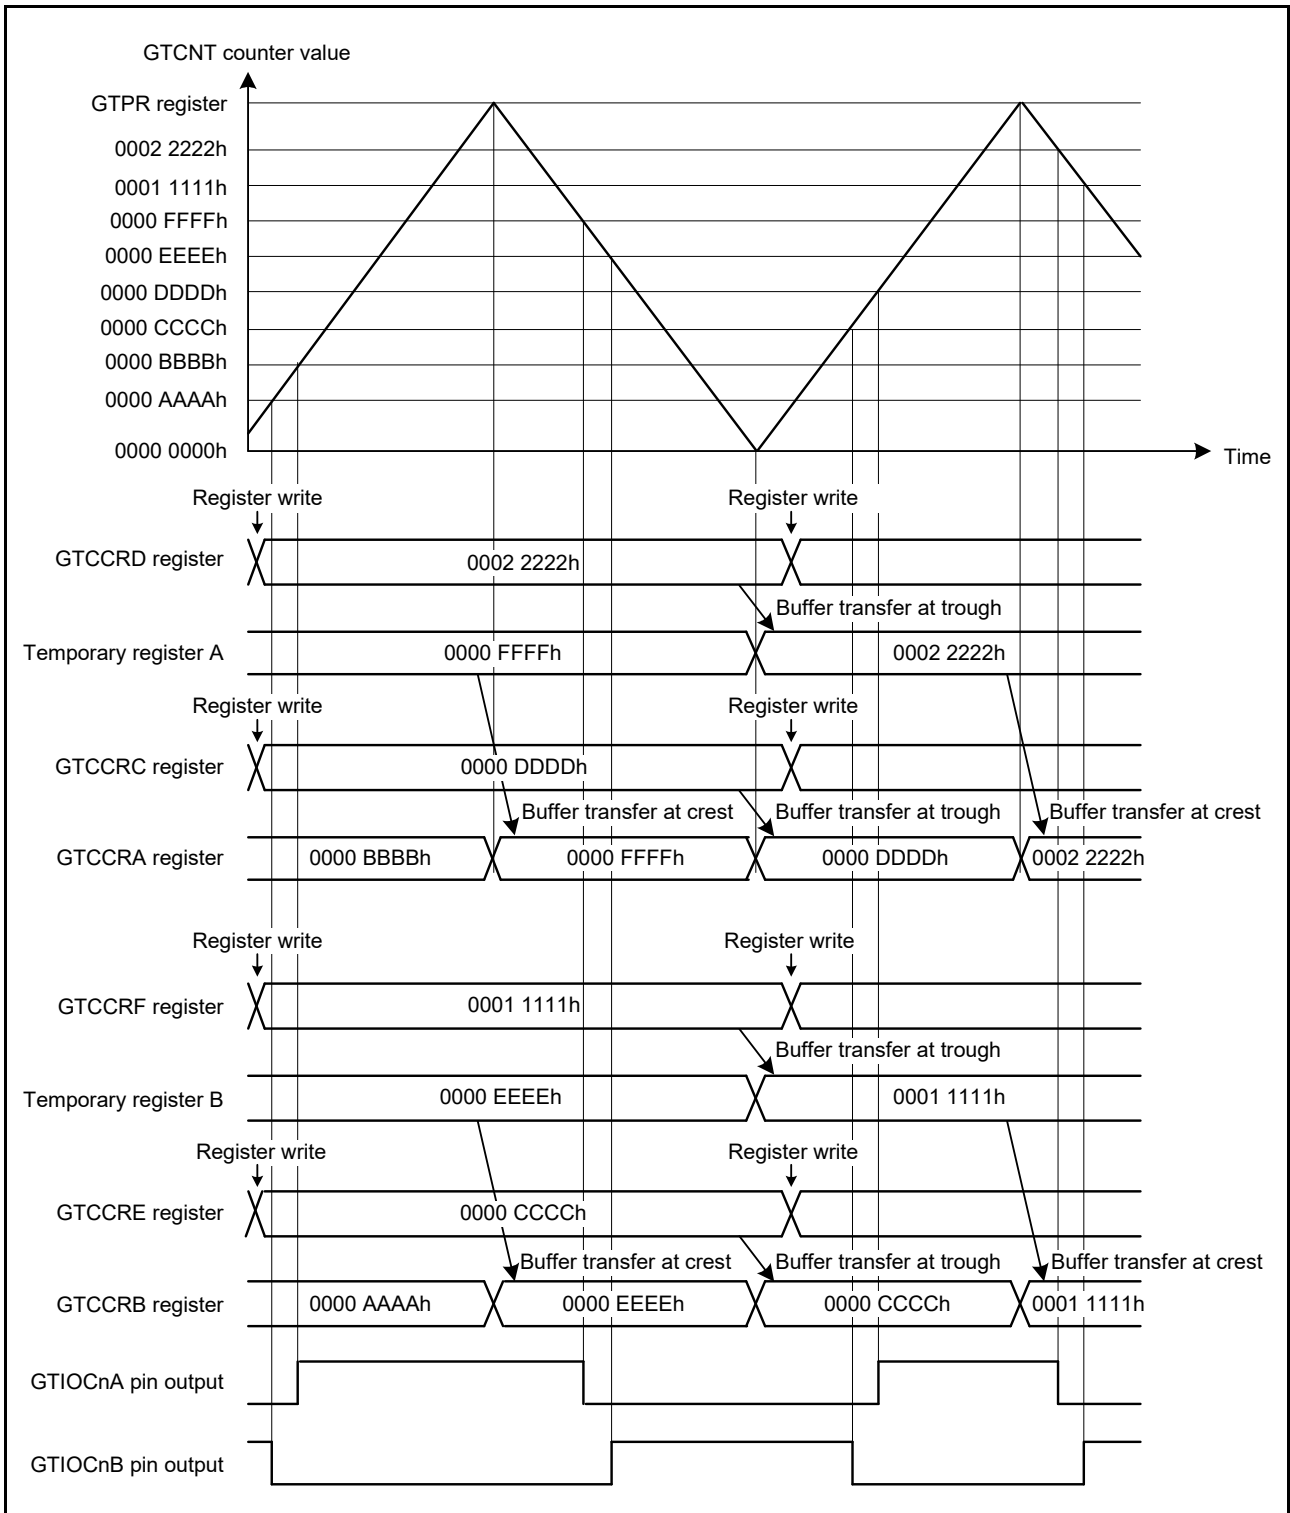 GTCNT counter value
GTPR register
0002 2222h
0001 1111h
0000 FFFFh
0000 EEEEh
0000 DDDDh
0000 CCCCh
0000 BBBBh
0000 AAAAh
0000 0000h
Time
Register write Register write
GTCCRD register 0002 2222h
Buffer transfer at trough
Temporary register A 0000 FFFFh 0002 2222h
Register write Register write
GTCCRC register 0000 DDDDh
Buffer transfer at crest Buffer transfer at trough Buffer transfer at crest
GTCCRA register 0000 BBBBh 0000 FFFFh 0000 DDDDh 0002 2222h
Register write Register write
GTCCRF register 0001 1111h
Buffer transfer at trough
Temporary register B 0000 EEEEh 0001 1111h
Register write Register write
GTCCRE register 0000 CCCCh
Buffer transfer at crest Buffer transfer at trough Buffer transfer at crest
GTCCRB register 0000 AAAAh 0000 EEEEh 0000 CCCCh 0001 1111h
GTIOCnA pin output
GTIOCnB pin output